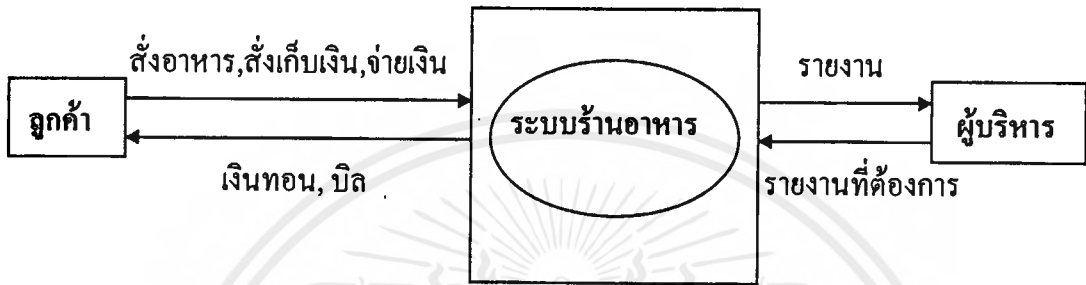 สั่งอาหาร,สั่งเก็บเงิน,จ่ายเงิน
ลูกค้า
เงินทอน, บิล
ระบบร้านอาหาร
รายงาน
ผู้บริหาร
รายงานที่ต้องการ